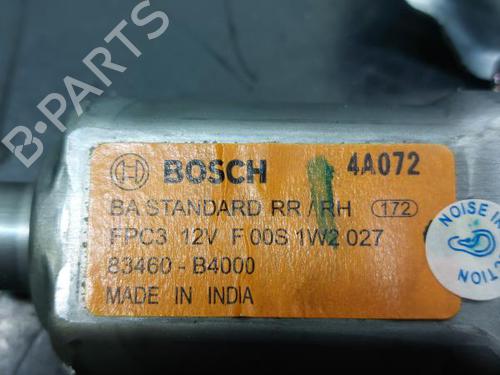 B-PARTS
BOSCH 4A072
BA STANDARD RR / RH 172
FPC3 12V F 00S 1W2 027
83460 - B4000
MADE IN INDIA
NOISE IN
CTION